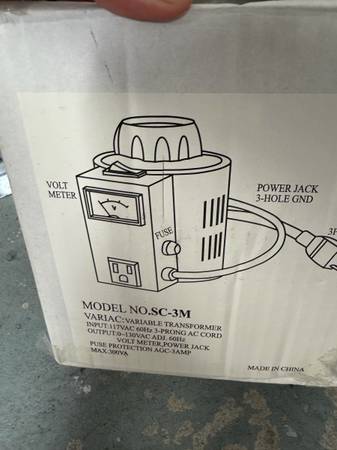 VOLT
METER
V
FUSE
POWER JACK
3-HOLE GND
MODEL NO.SC-3M
VARIAC:VARIABLE TRANSFORMER
INPUT:117VAC 60Hz 3-PRONG AC CORD
OUTPUT:0-130VAC ADJ. 60Hz
VOLT METER,POWER JACK
FUSE PROTECTION AGC-3AMP
MAX:300VA
MADE IN CHINA